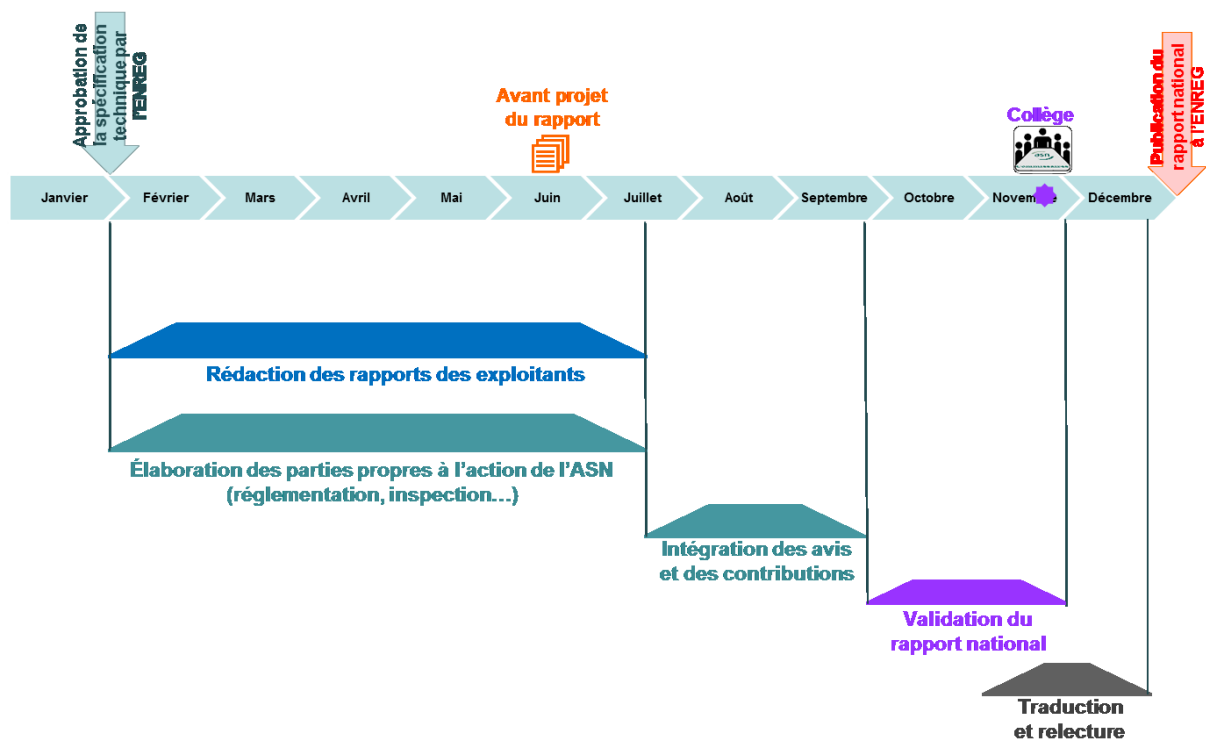 Approbation de
la spécification
technique par
l'ENREG
Avant projet
du rapport
Collège
asn
Publication du
rapport national
à l'ENREG
Janvier
Février
Mars
Avril
Mai
Juin
Juillet
Août
Septembre
Octobre
Novembre
Décembre
Rédaction des rapports des exploitants
Élaboration des parties propres à l'action de l'ASN
(réglementation, inspection...)
Intégration des avis
et des contributions
Validation du
rapport national
Traduction
et relecture